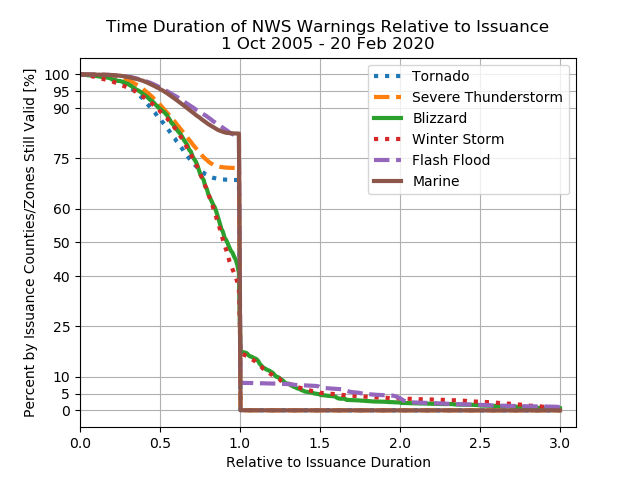 Time Duration of NWS Warnings Relative to Issuance
1 Oct 2005 - 20 Feb 2020
Percent by Issuance Counties/Zones Still Valid [%]
100
95
90
75
60
50
40
25
10
5
0
Tornado
Severe Thunderstorm
Blizzard
Winter Storm
Flash Flood
Marine
0.0 0.5 1.0 1.5 2.0 2.5 3.0
Relative to Issuance Duration